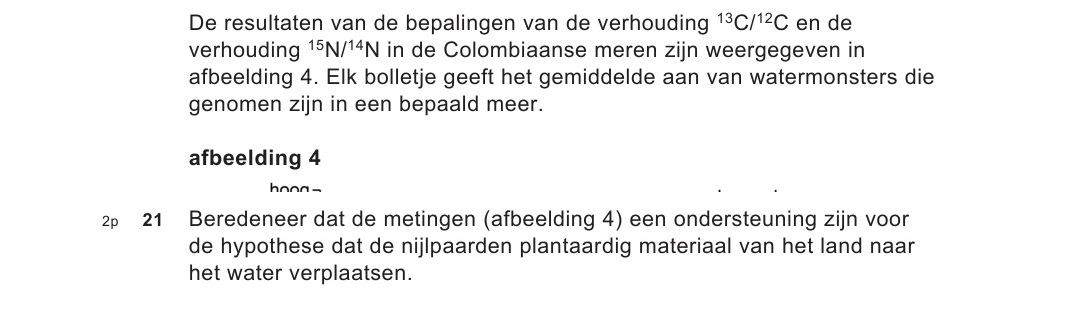 De resultaten van de bepalingen van de verhouding ¹³C/¹²C en de
verhouding ¹⁵N/¹⁴N in de Colombiaanse meren zijn weergegeven in
afbeelding 4. Elk bolletje geeft het gemiddelde aan van watermonsters die
genomen zijn in een bepaald meer.
afbeelding 4
hoog
2p 21 Beredeneer dat de metingen (afbeelding 4) een ondersteuning zijn voor
de hypothese dat de nijlpaarden plantaardig materiaal van het land naar
het water verplaatsen.